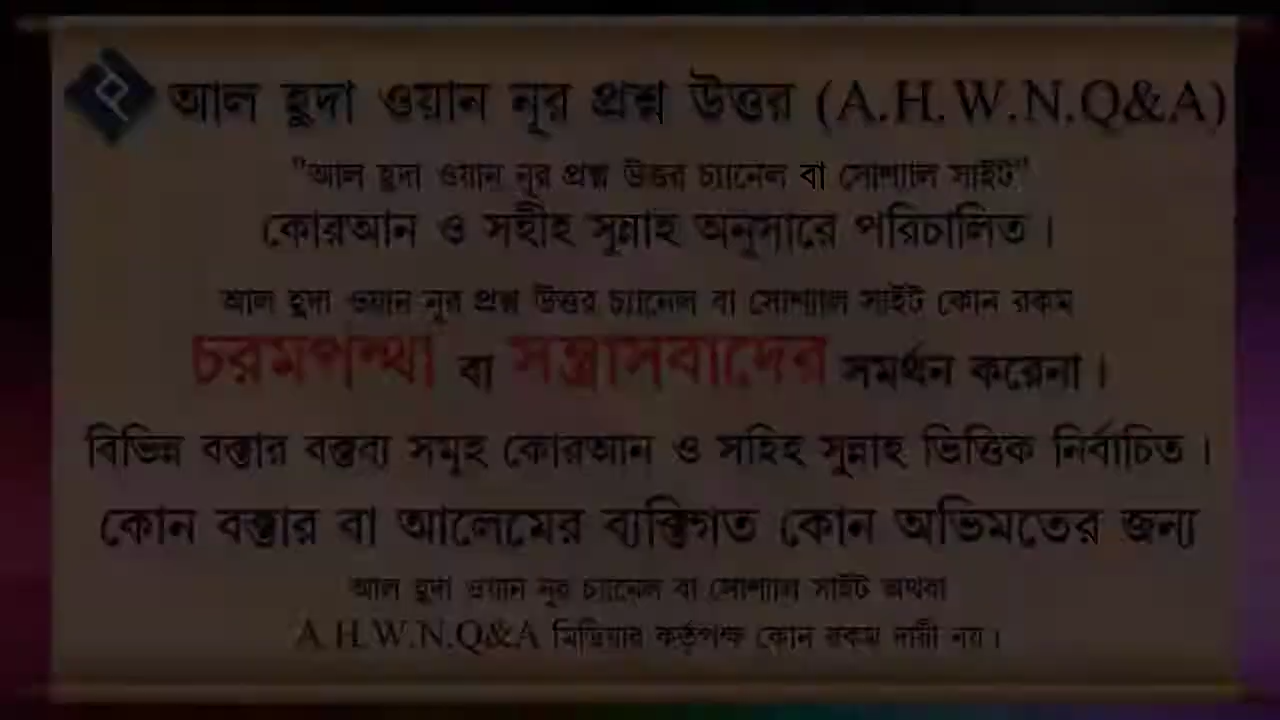 আল হুদা ওয়ান নূর প্রশ্ন উত্তর (A.H.W.N.Q&A)
"আল হুদা ওয়ান নূর প্রশ্ন উত্তর চ্যানেল বা সোশ্যাল সাইট"
কোরআন ও সহীহ সুন্নাহ অনুসারে পরিচালিত।
আল হুদা ওয়ান নূর প্রশ্ন উত্তর চ্যানেল বা সোশ্যাল সাইট কোন রকম
চরমপন্থা বা সন্ত্রাসবাদের সমর্থন করেনা।
বিভিন্ন বক্তার বক্তব্য সমূহ কোরআন ও সহিহ সুন্নাহ ভিত্তিক নির্বাচিত।
কোন বক্তার বা আলেমের ব্যক্তিগত কোন অভিমতের জন্য
আল হুদা ওয়ান নূর চ্যানেল বা সোশ্যাল সাইট অথবা
A.H.W.N.Q&A মিডিয়ার কর্তৃপক্ষ কোন রকম দায়ী নয়।